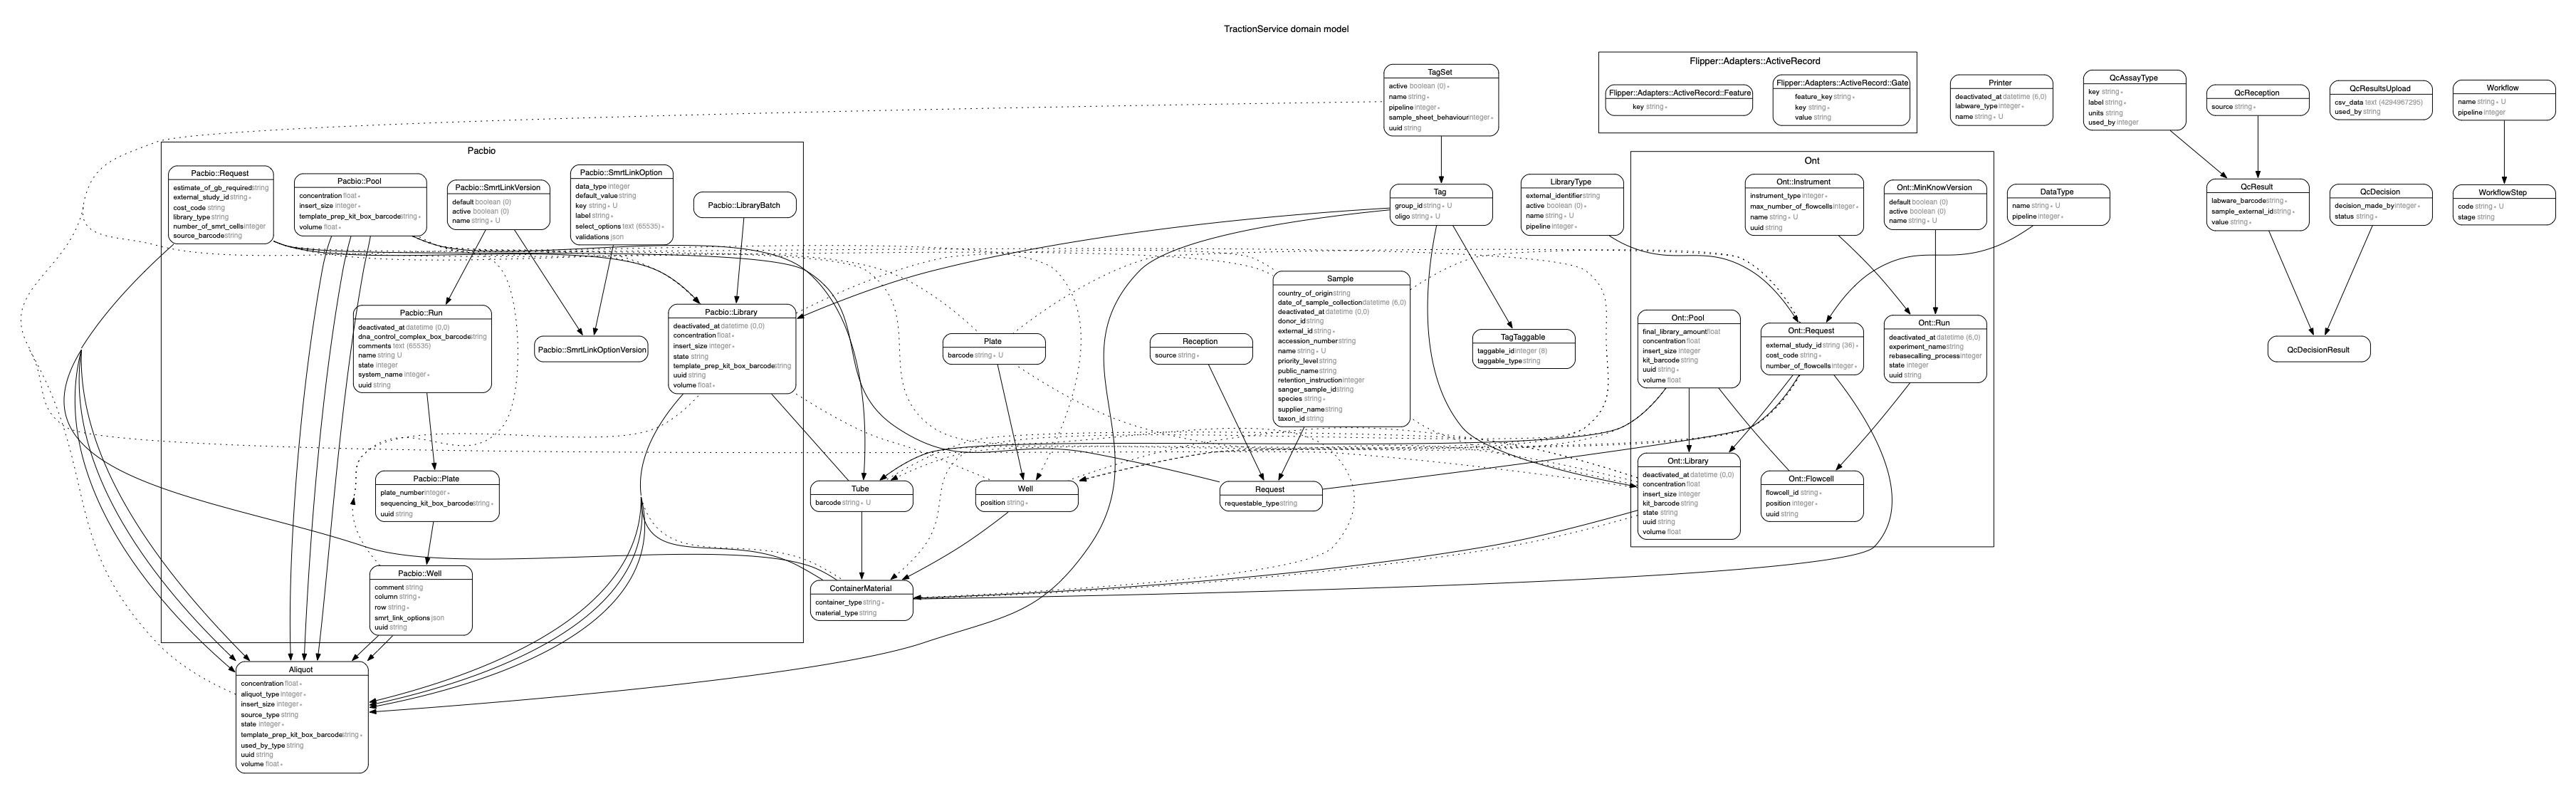 TractionService domain model
Pacbio
Pacbio::Request
estimate_of_gb_required string
external_study_id string ∗
cost_code string
library_type string
number_of_smrt_cells integer
source_barcode string
Pacbio::Pool
concentration float ∗
insert_size integer ∗
template_prep_kit_box_barcode string ∗
volume float ∗
Pacbio::SmrtLinkVersion
default boolean (0)
active boolean (0)
name string ∗ U
Pacbio::SmrtLinkOption
data_type integer
default_value string
key string ∗ U
label string ∗
select_options text (65535) ∗
validations json
Pacbio::LibraryBatch
Pacbio::Run
deactivated_at datetime (0,0)
dna_control_complex_box_barcode string
comments text (65535)
name string U
state integer
system_name integer ∗
uuid string
Pacbio::SmrtLinkOptionVersion
Pacbio::Library
deactivated_at datetime (0,0)
concentration float ∗
insert_size integer ∗
state string
template_prep_kit_box_barcode string
uuid string
volume float ∗
Pacbio::Plate
plate_number integer ∗
sequencing_kit_box_barcode string ∗
uuid string
Pacbio::Well
comment string
column string ∗
row string ∗
smrt_link_options json
uuid string
Aliquot
concentration float ∗
aliquot_type integer ∗
insert_size integer ∗
source_type string
state integer ∗
template_prep_kit_box_barcode string ∗
used_by_type string
uuid string
volume float ∗
Tube
barcode string ∗ U
ContainerMaterial
container_type string ∗
material_type string
Plate
barcode string ∗ U
Well
position string ∗
Reception
source string ∗
Request
requestable_type string
Sample
country_of_origin string
date_of_sample_collection datetime (6,0)
deactivated_at datetime (0,0)
donor_id string
external_id string ∗
accession_number string
name string ∗ U
priority_level string
public_name string
retention_instruction integer
sanger_sample_id string
species string ∗
supplier_name string
taxon_id string
TagSet
active boolean (0) ∗
name string ∗
pipeline integer ∗
sample_sheet_behaviour integer ∗
uuid string
Tag
group_id string ∗ U
oligo string ∗ U
TagTaggable
taggable_id integer (8)
taggable_type string
LibraryType
external_identifier string
active boolean (0) ∗
name string ∗ U
pipeline integer ∗
Flipper::Adapters::ActiveRecord
Flipper::Adapters::ActiveRecord::Feature
key string ∗
Flipper::Adapters::ActiveRecord::Gate
feature_key string ∗
key string ∗
value string
Ont
Ont::Instrument
instrument_type integer ∗
max_number_of_flowcells integer ∗
name string ∗ U
uuid string
Ont::MinKnowVersion
default boolean (0)
active boolean (0)
name string ∗ U
Ont::Pool
final_library_amount float
concentration float
insert_size integer
kit_barcode string
uuid string ∗
volume float
Ont::Request
external_study_id string (36) ∗
cost_code string ∗
number_of_flowcells integer ∗
Ont::Run
deactivated_at datetime (6,0)
experiment_name string
rebasecalling_process integer
state integer
uuid string
Ont::Library
deactivated_at datetime (0,0)
concentration float
insert_size integer
kit_barcode string
state string
uuid string
volume float
Ont::Flowcell
flowcell_id string ∗
position integer ∗
uuid string
Printer
deactivated_at datetime (6,0)
labware_type integer ∗
name string ∗ U
DataType
name string ∗ U
pipeline integer ∗
QcAssayType
key string ∗
label string ∗
units string
used_by integer
QcReception
source string ∗
QcResultsUpload
csv_data text (4294967295)
used_by string
QcResult
labware_barcode string ∗
sample_external_id string ∗
value string ∗
QcDecision
decision_made_by integer ∗
status string ∗
QcDecisionResult
Workflow
name string ∗ U
pipeline integer
WorkflowStep
code string ∗ U
stage string